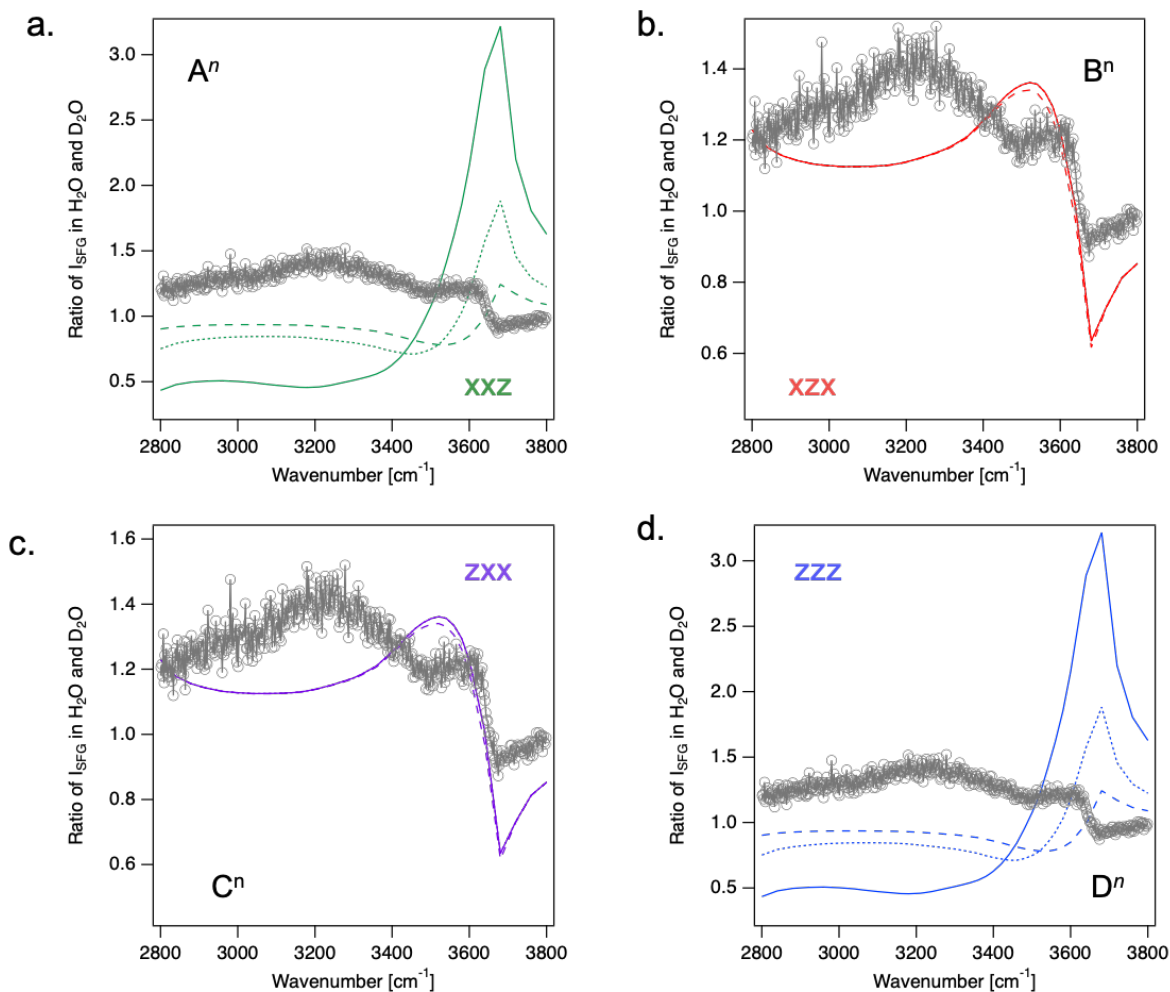 a.
Aⁿ
XXZ
Ratio of I_SFG in H₂O and D₂O
3.0
2.5
2.0
1.5
1.0
0.5
2800 3000 3200 3400 3600 3800
Wavenumber [cm⁻¹]
b.
Bⁿ
XZX
Ratio of I_SFG in H₂O and D₂O
1.4
1.2
1.0
0.8
0.6
2800 3000 3200 3400 3600 3800
Wavenumber [cm⁻¹]
c.
ZXX
Cⁿ
Ratio of I_SFG in H₂O and D₂O
1.6
1.4
1.2
1.0
0.8
0.6
2800 3000 3200 3400 3600 3800
Wavenumber [cm⁻¹]
d.
ZZZ
Dⁿ
Ratio of I_SFG in H₂O and D₂O
3.0
2.5
2.0
1.5
1.0
0.5
2800 3000 3200 3400 3600 3800
Wavenumber [cm⁻¹]